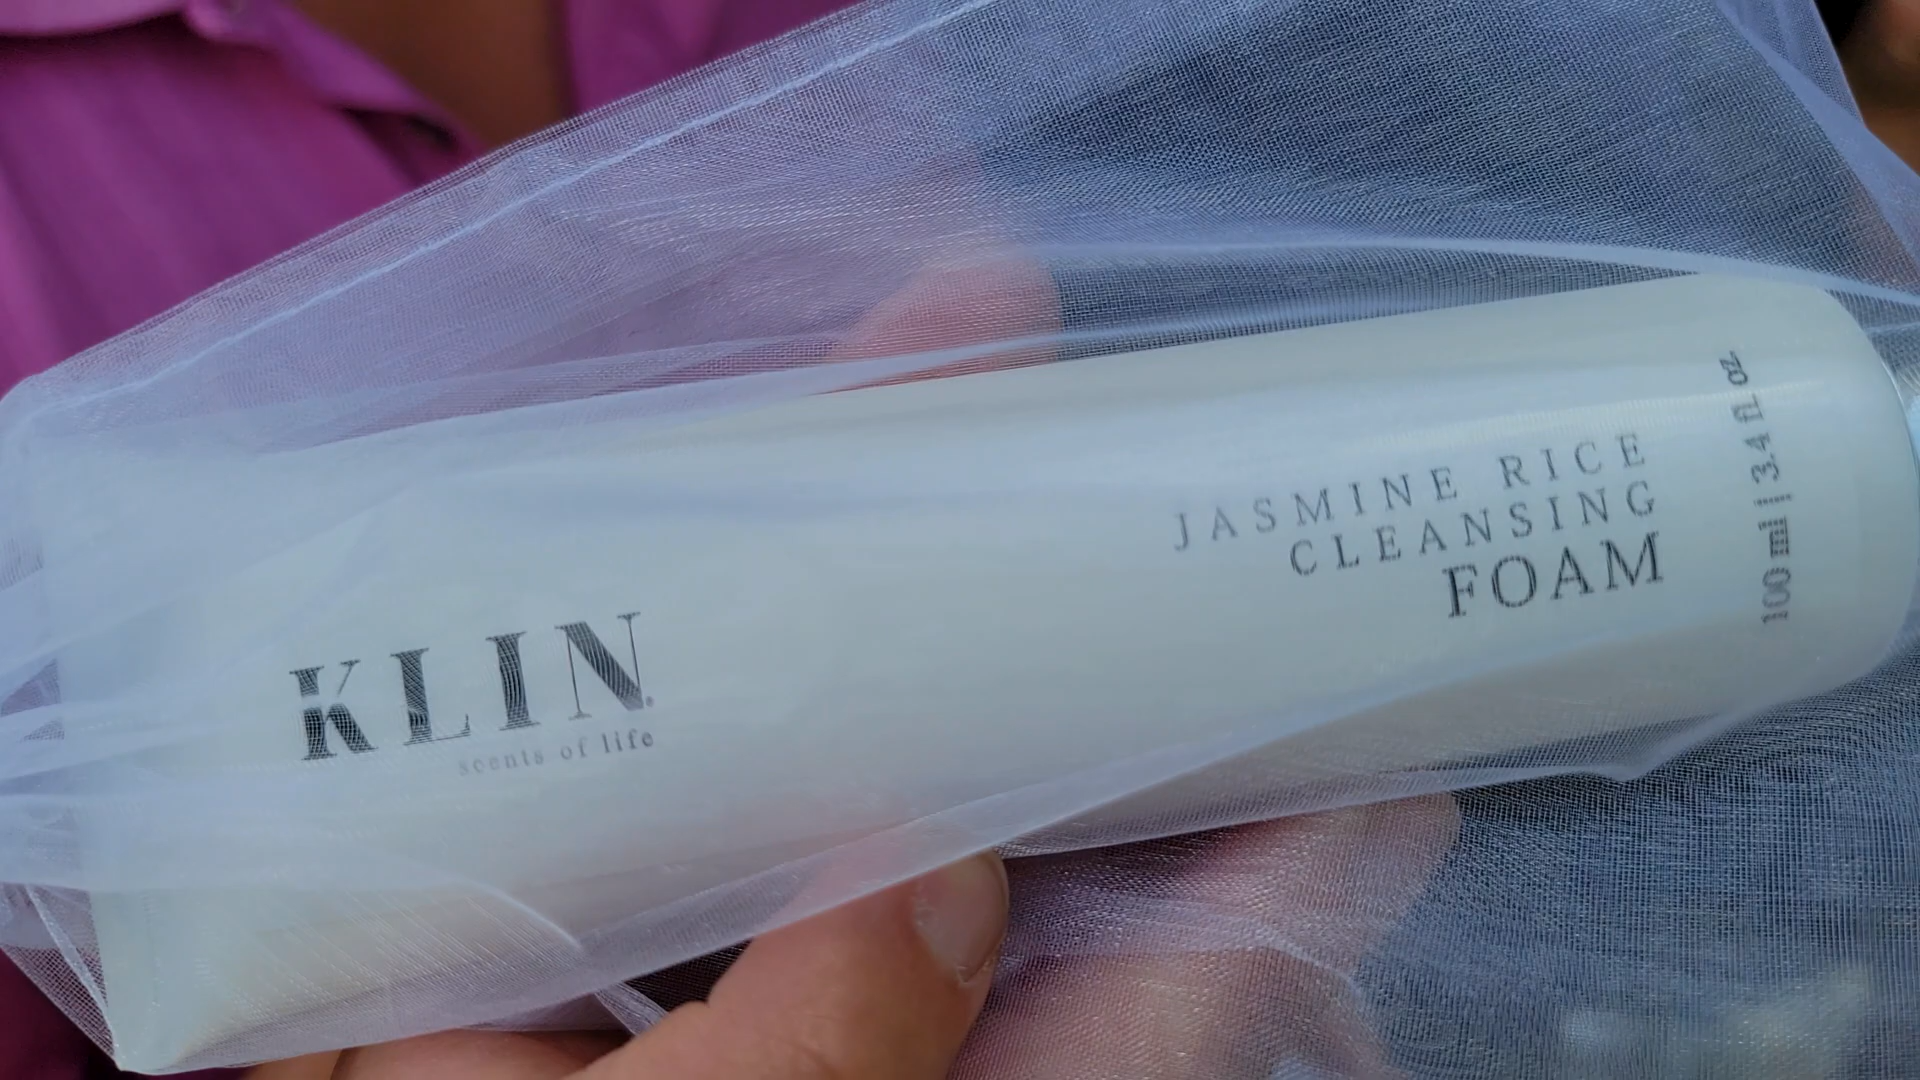 KLIN
scents of life
JASMINE RICE
CLEANSING
FOAM
100 ml | 3.4 fl. oz